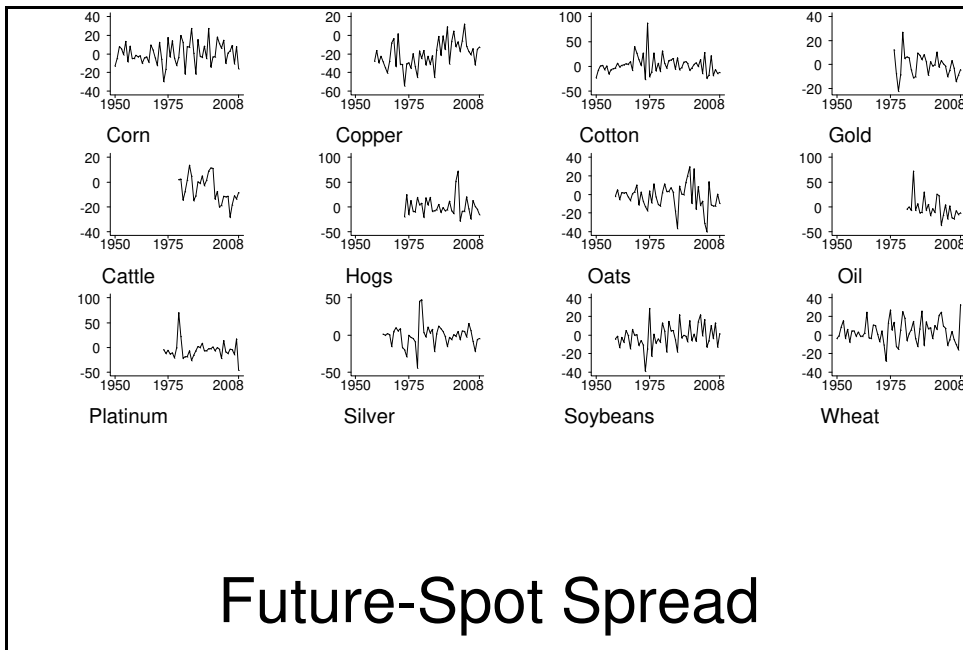 40 20 100 40
20 0 50 20
0 -20 0 0
-20 -40 -20
-40 -60 -50
1950 1975 2008 1950 1975 2008 1950 1975 2008 1950 1975 2008
Corn Copper Cotton Gold
20 100 40 100
0 50 20 50
-20 0 0 0
-20
-40 -50 -40 -50
1950 1975 2008 1950 1975 2008 1950 1975 2008 1950 1975 2008
Cattle Hogs Oats Oil
100 50 40 40
50 20 20
0 0 0 0
-20 -20
-50 -50 -40 -40
1950 1975 2008 1950 1975 2008 1950 1975 2008 1950 1975 2008
Platinum Silver Soybeans Wheat
Future-Spot Spread